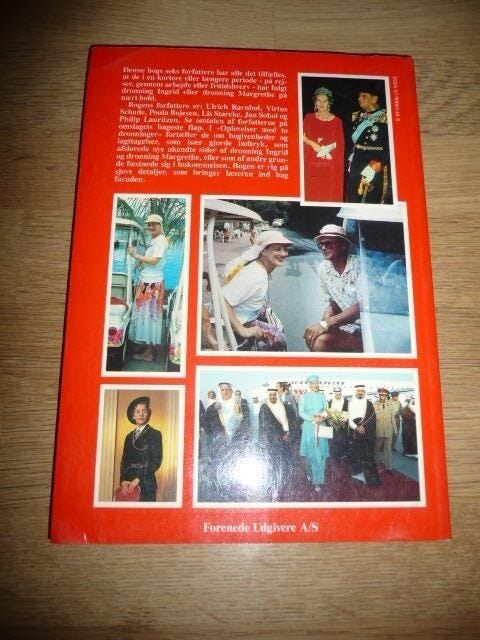 Denne bogs seks forfattere har alle det tilfælles,
at de i en kortere eller længere periode - på rej-
ser, gennem arbejde eller fritidshverv - har fulgt
dronning Ingrid eller dronning Margrethe på
nært hold.
Bogens forfattere er: Ulrich Ravnbøl, Virtus
Schade, Poula Bojesen, Lis Starcke, Jan Sobol og
Philip Lauritzen. Se omtalen af forfatterne på
omslagets bageste flap. I »Oplevelser med to
dronninger« fortæller de om begivenheder og
iagttagelser, som især gjorde indtryk, som
afslørede nye ukendte sider af dronning Ingrid
og dronning Margrethe, eller som af andre grun-
de fæstnede sig i hukommelsen. Bogen er rig på
sjove detaljer, som bringer læseren ind bag
facaden.
SCANDINAVIAN
Forenede Udgivere A/S